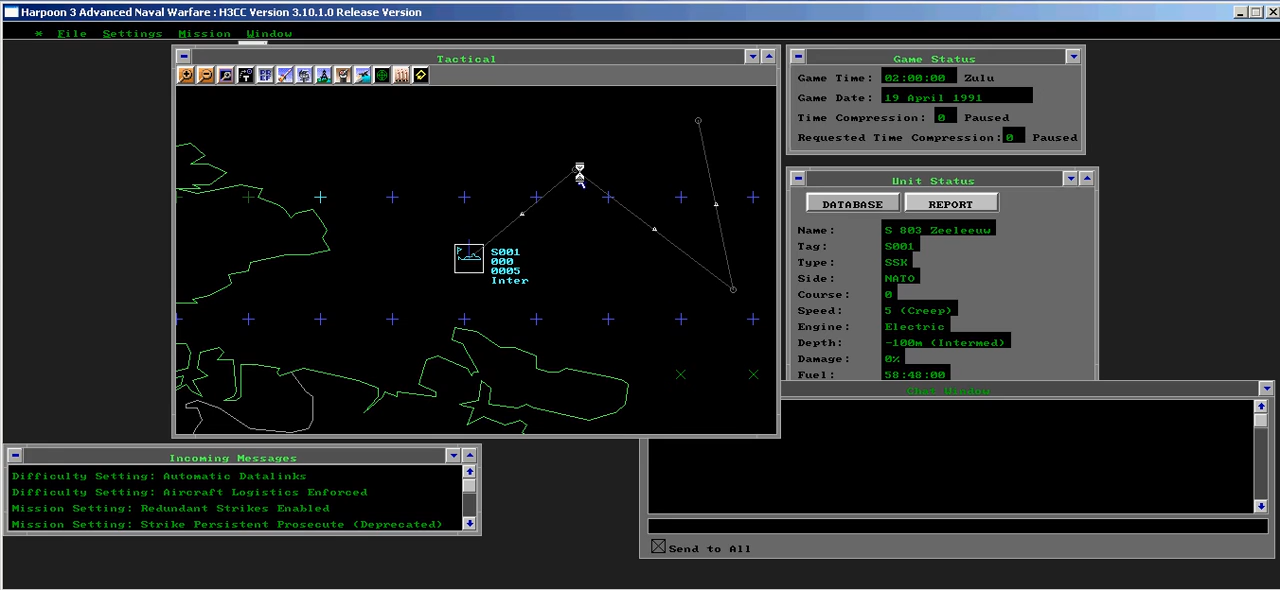 Harpoon 3 Advanced Naval Warfare : H3CC Version 3.10.1.0 Release Version
* File Settings Mission Window
Tactical
S001
000
0005
Inter
Game Status
Game Time: 02:00:00 Zulu
Game Date: 19 April 1991
Time Compression: 0 Paused
Requested Time Compression: 0 Paused
Unit Status
DATABASE REPORT
Name: S 803 Zeeleeuw
Tag: S001
Type: SSK
Side: NATO
Course: 0
Speed: 5 (Creep)
Engine: Electric
Depth: -100m (Intermed)
Damage: 0%
Fuel: 58:48:00
Chat Window
Send to All
Incoming Messages
Difficulty Setting: Automatic Datalinks
Difficulty Setting: Aircraft Logistics Enforced
Mission Setting: Redundant Strikes Enabled
Mission Setting: Strike Persistent Prosecute (Deprecated)